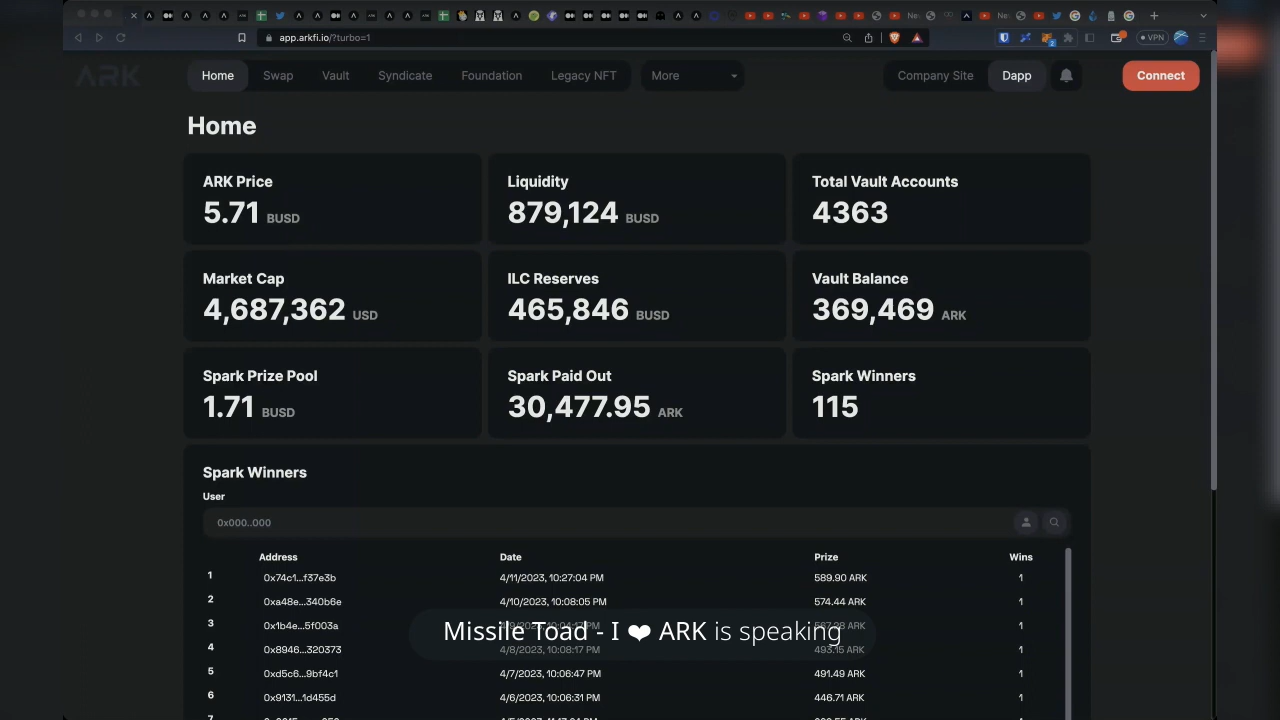 app.arkfi.io/?turbo=1
VPN
ARK
Home Swap Vault Syndicate Foundation Legacy NFT More Company Site Dapp Connect
Home
ARK Price Liquidity Total Vault Accounts
5.71 BUSD 879,124 BUSD 4363
Market Cap ILC Reserves Vault Balance
4,687,362 USD 465,846 BUSD 369,469 ARK
Spark Prize Pool Spark Paid Out Spark Winners
1.71 BUSD 30,477.95 ARK 115
Spark Winners
User
0x000..000
Address Date Prize Wins
1 0x74c1...f37e3b 4/11/2023, 10:27:04 PM 589.90 ARK 1
2 0xa48e...340b6e 4/10/2023, 10:08:05 PM 574.44 ARK 1
3 0x1b4e...5f003a ARK 1
Missile Toad - I ❤ ARK is speaking
4 0x8946...320373 4/8/2023, 10:08:17 PM 493.15 ARK 1
5 0xd5c6...9bf4c1 4/7/2023, 10:06:47 PM 491.49 ARK 1
6 0x9131...1d455d 4/6/2023, 10:06:31 PM 446.71 ARK 1